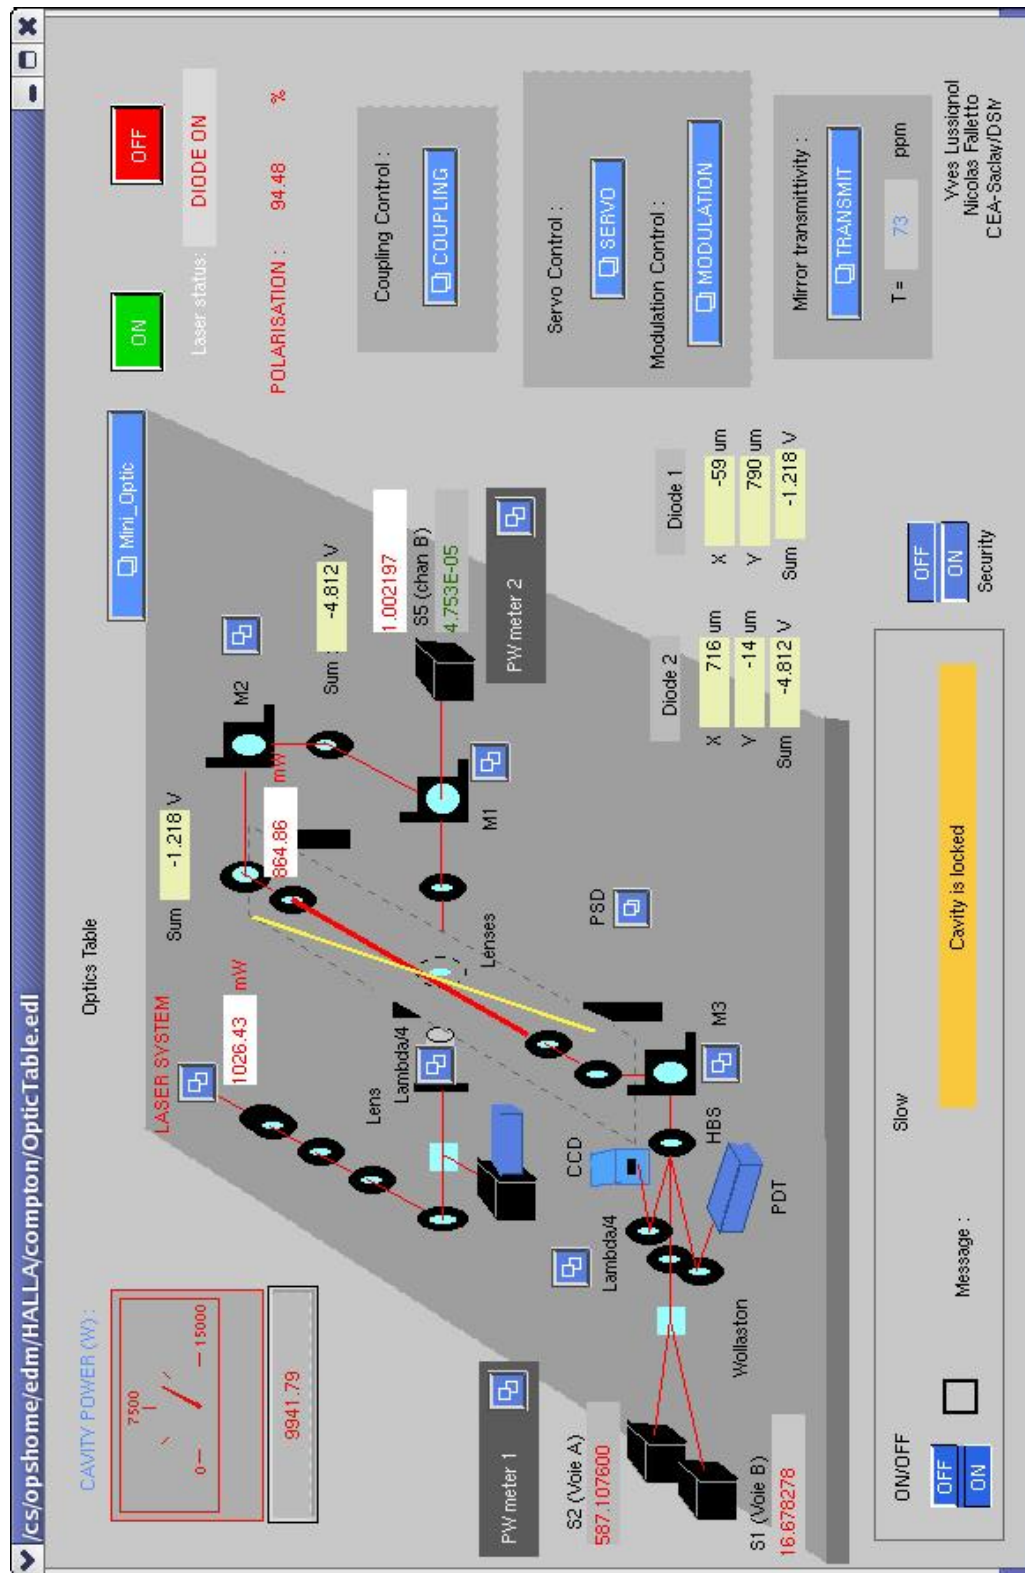 /cs/opshome/edm/HALLA/compton/OpticTable.edl
CAVITY POWER (W) :
7500
0
15000
9941.79
Optics Table
LASER SYSTEM
1026.43 mW
Sum -1.218 V
864.86 mW
M2
Sum : -4.812 V
1.002197
S5 (chan B)
4.753E-05
PW meter 2
M1
Lenses
Lens
Lambda/4
PSD
CCD
Lambda/4
HBS
M3
PDT
Wollaston
PW meter 1
S2 (Voie A)
587.107600
S1 (Voie B)
16.678278
Diode 2
X 716 um
Y -14 um
Sum -4.812 V
Diode 1
X -59 um
Y 790 um
Sum -1.218 V
Mini_Optic
ON
OFF
Laser status: DIODE ON
POLARISATION : 94.48 %
Coupling Control :
COUPLING
Servo Control :
SERVO
Modulation Control :
MODULATION
Mirror transmittivity :
TRANSMIT
T = 73 ppm
Yves Lussignol
Nicolas Falletto
CEA-Saclay/DSM
ON/OFF
OFF
ON
Slow
Message :
Cavity is locked
OFF
ON
Security